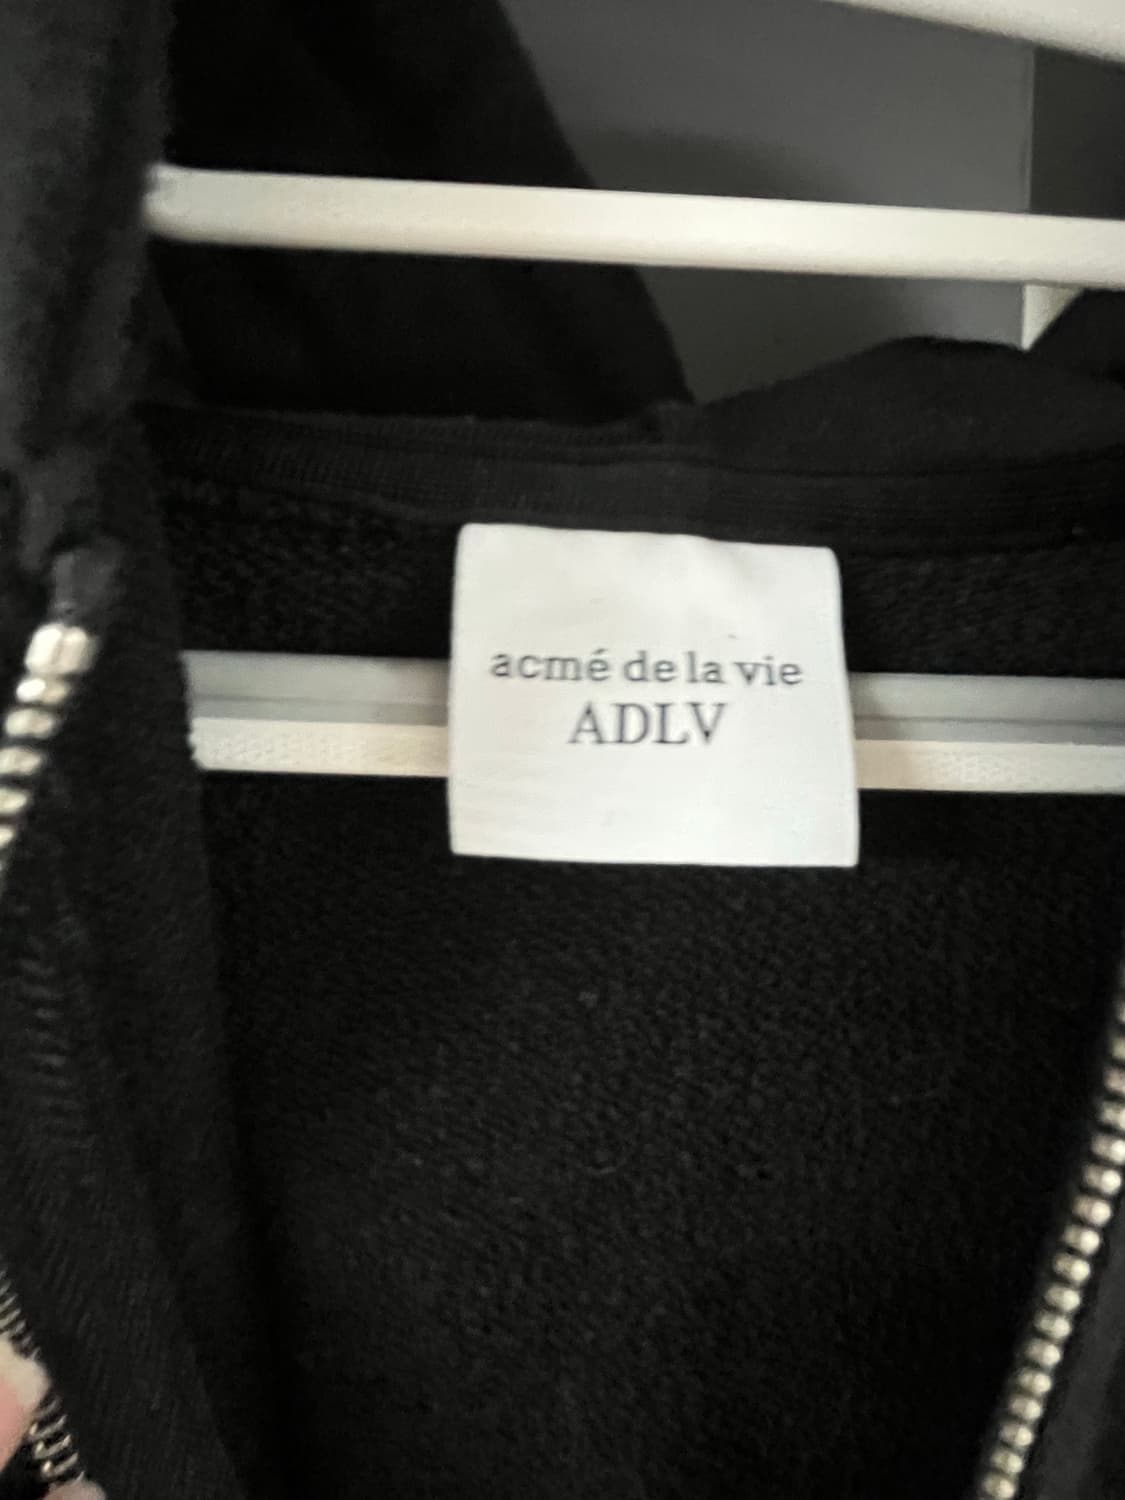 acmé de la vie
ADLV